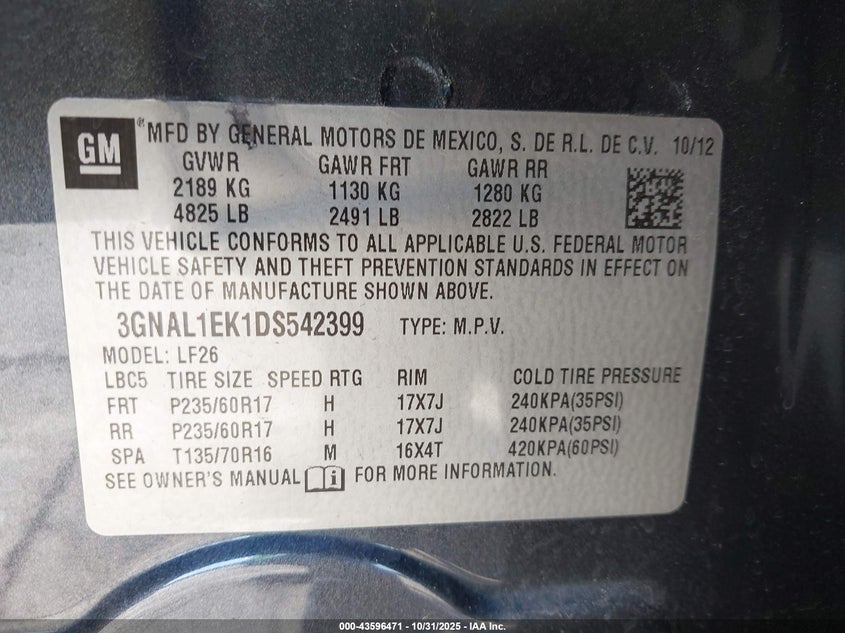 GM ® MFD BY GENERAL MOTORS DE MEXICO, S. DE R.L. DE C.V. 10/12
GVWR GAWR FRT GAWR RR
2189 KG 1130 KG 1280 KG
4825 LB 2491 LB 2822 LB
THIS VEHICLE CONFORMS TO ALL APPLICABLE U.S. FEDERAL MOTOR
VEHICLE SAFETY AND THEFT PREVENTION STANDARDS IN EFFECT ON
THE DATE OF MANUFACTURE SHOWN ABOVE.
3GNAL1EK1DS542399 TYPE: M.P.V.
MODEL: LF26
LBC5 TIRE SIZE SPEED RTG RIM COLD TIRE PRESSURE
FRT P235/60R17 H 17X7J 240KPA(35PSI)
RR P235/60R17 H 17X7J 240KPA(35PSI)
SPA T135/70R16 M 16X4T 420KPA(60PSI)
SEE OWNER'S MANUAL i FOR MORE INFORMATION.
000-43596471 - 10/31/2025 - IAA Inc.